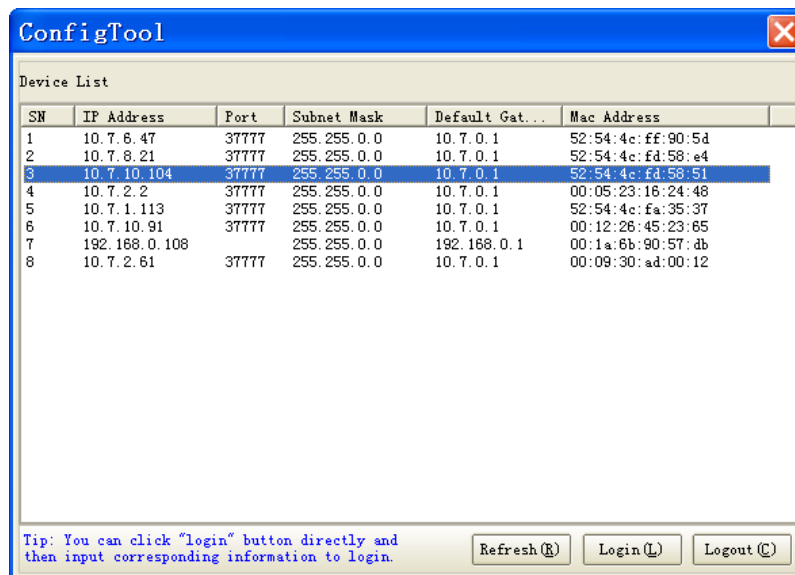 ConfigTool
Device List
SN IP Address Port Subnet Mask Default Gat... Mac Address
1 10.7.6.47 37777 255.255.0.0 10.7.0.1 52:54:4c:ff:90:5d
2 10.7.8.21 37777 255.255.0.0 10.7.0.1 52:54:4c:fd:58:e4
3 10.7.10.104 37777 255.255.0.0 10.7.0.1 52:54:4c:fd:58:51
4 10.7.2.2 37777 255.255.0.0 10.7.0.1 00:05:23:16:24:48
5 10.7.1.113 37777 255.255.0.0 10.7.0.1 52:54:4c:fa:35:37
6 10.7.10.91 37777 255.255.0.0 10.7.0.1 00:12:26:45:23:65
7 192.168.0.108 255.255.0.0 192.168.0.1 00:1a:6b:90:57:db
8 10.7.2.61 37777 255.255.0.0 10.7.0.1 00:09:30:ad:00:12
Tip: You can click "login" button directly and
then input corresponding information to login.
Refresh(R) Login(L) Logout(C)